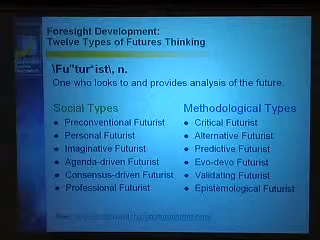 Foresight Development:
Twelve Types of Futures Thinking
\Fu"tur*ist\, n.
One who looks to and provides analysis of the future.
Social Types
• Preconventional Futurist
• Personal Futurist
• Imaginative Futurist
• Agenda-driven Futurist
• Consensus-driven Futurist
• Professional Futurist
Methodological Types
• Critical Futurist
• Alternative Futurist
• Predictive Futurist
• Evo-devo Futurist
• Validating Futurist
• Epistemological Futurist